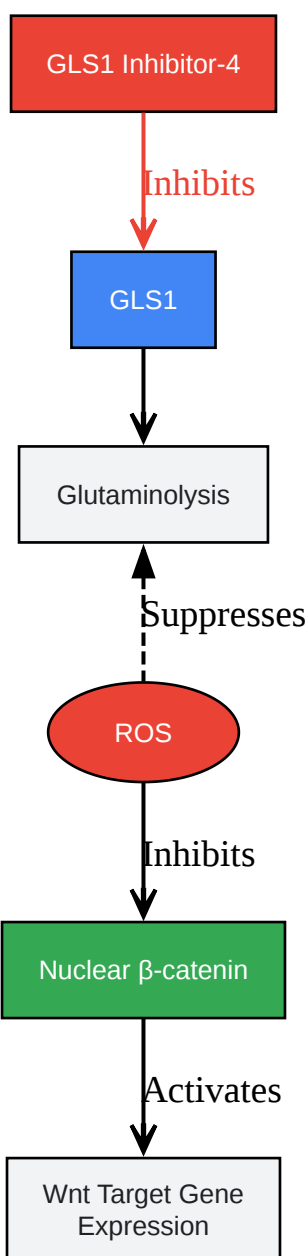 GLS1 Inhibitor-4
Inhibits
GLS1
Glutaminolysis
Suppresses
ROS
Inhibits
Nuclear β-catenin
Activates
Wnt Target Gene
Expression